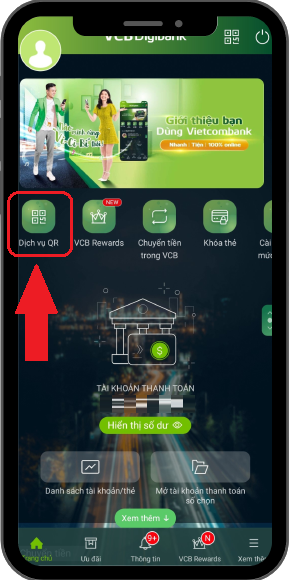 VCB Digibank
Giới thiệu bạn
Dùng Vietcombank
Nhanh Tiện 100% online
NEW
Dịch vụ QR
VCB Rewards
Chuyển tiền
trong VCB
Khóa thẻ
Cài
mức
$
TÀI KHOẢN THANH TOÁN
Hiển thị số dư
Danh sách tài khoản/thẻ
Mở tài khoản thanh toán
số chọn
Xem thêm ↓
Chuyển tiền
9+
N
Trang chủ
Ưu đãi
Thông tin
VCB Rewards
Xem thêm